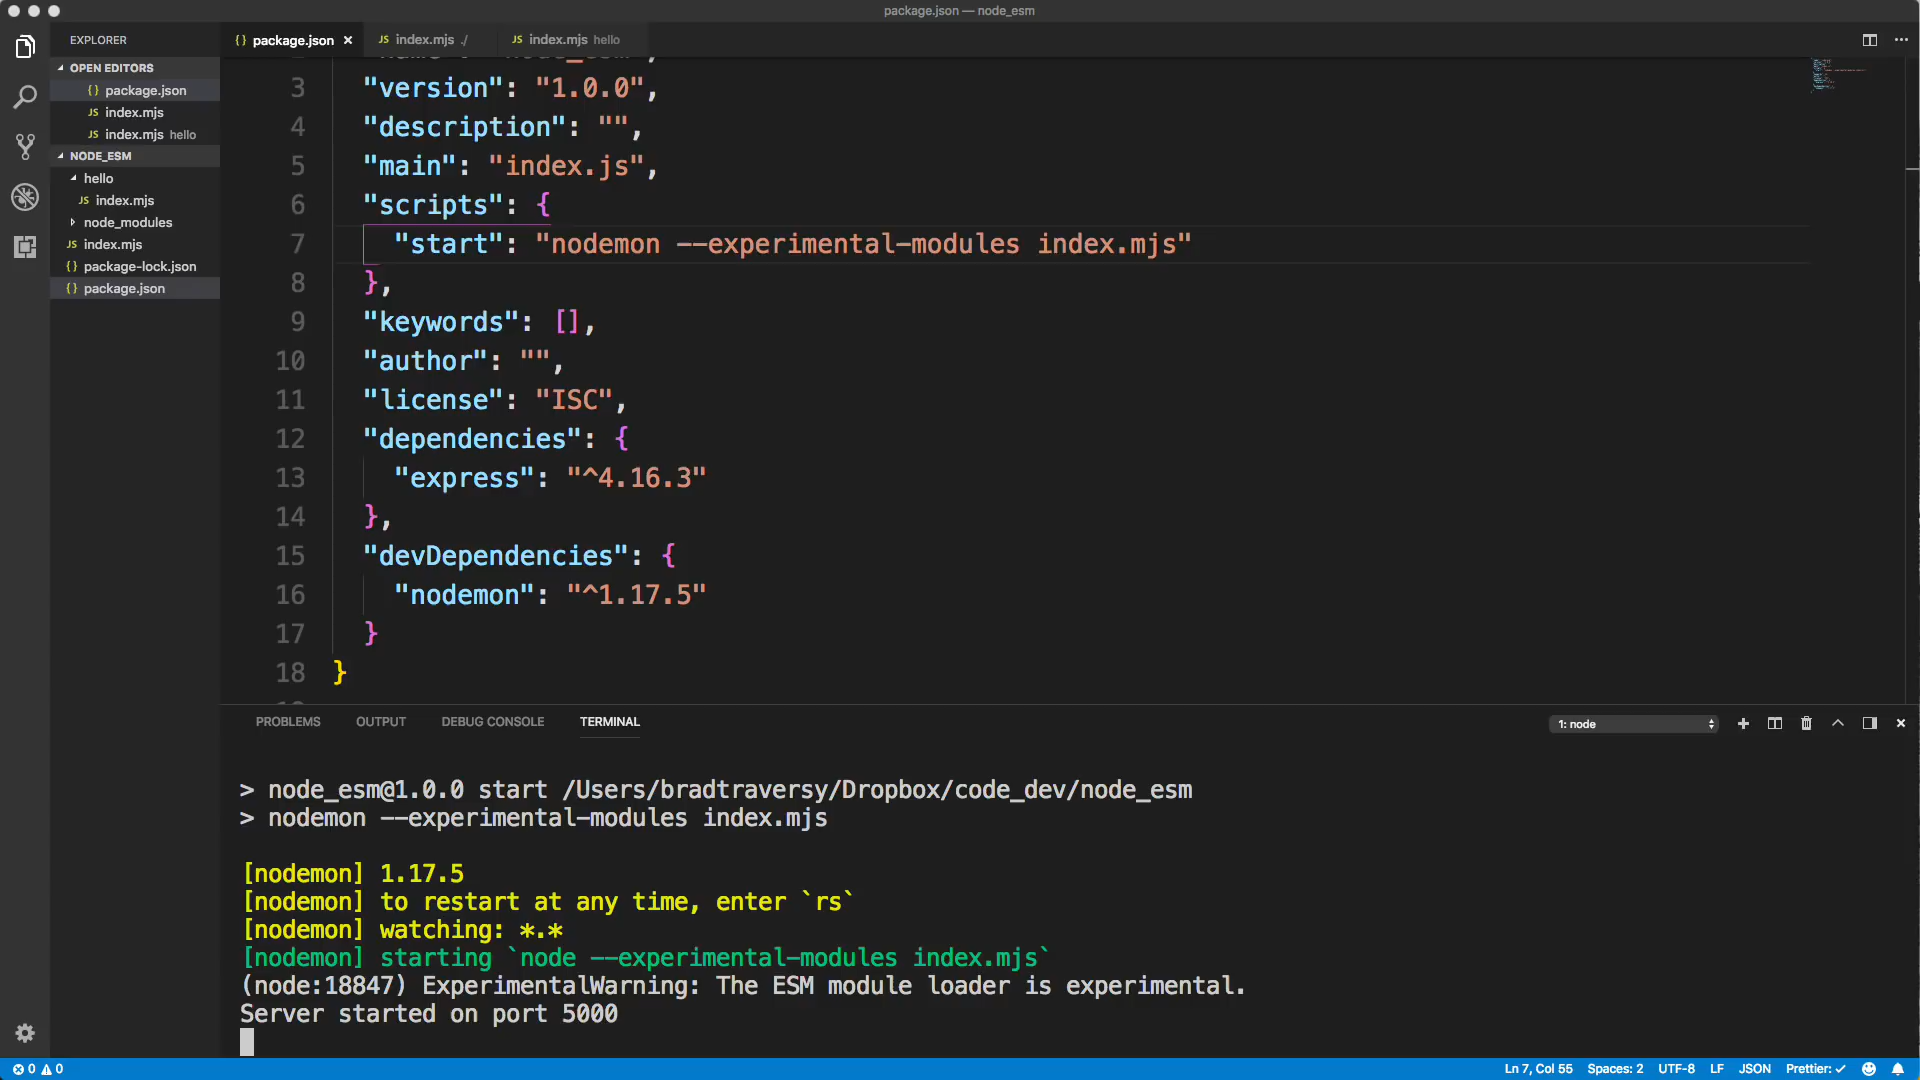 package.json — node_esm
EXPLORER
OPEN EDITORS
{} package.json
JS index.mjs
JS index.mjs hello
NODE_ESM
hello
JS index.mjs
node_modules
JS index.mjs
{} package-lock.json
{} package.json
{} package.json ×
JS index.mjs ./
JS index.mjs hello
3 "version": "1.0.0",
4 "description": "",
5 "main": "index.js",
6 "scripts": {
7 "start": "nodemon --experimental-modules index.mjs"
8 },
9 "keywords": [],
10 "author": "",
11 "license": "ISC",
12 "dependencies": {
13 "express": "^4.16.3"
14 },
15 "devDependencies": {
16 "nodemon": "^1.17.5"
17 }
18 }
PROBLEMS OUTPUT DEBUG CONSOLE TERMINAL
1: node
> node_esm@1.0.0 start /Users/bradtraversy/Dropbox/code_dev/node_esm
> nodemon --experimental-modules index.mjs
[nodemon] 1.17.5
[nodemon] to restart at any time, enter `rs`
[nodemon] watching: *.*
[nodemon] starting `node --experimental-modules index.mjs`
(node:18847) ExperimentalWarning: The ESM module loader is experimental.
Server started on port 5000
0 0
Ln 7, Col 55 Spaces: 2 UTF-8 LF JSON Prettier: ✓